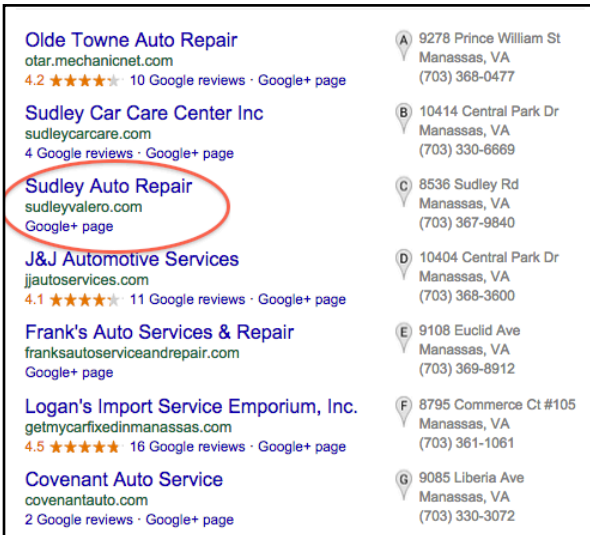 Olde Towne Auto Repair
otar.mechanicnet.com
4.2 10 Google reviews · Google+ page
A 9278 Prince William St
Manassas, VA
(703) 368-0477
Sudley Car Care Center Inc
sudleycarcare.com
4 Google reviews · Google+ page
B 10414 Central Park Dr
Manassas, VA
(703) 330-6669
Sudley Auto Repair
sudleyvalero.com
Google+ page
C 8536 Sudley Rd
Manassas, VA
(703) 367-9840
J&J Automotive Services
jjautoservices.com
4.1 11 Google reviews · Google+ page
D 10404 Central Park Dr
Manassas, VA
(703) 368-3600
Frank's Auto Services & Repair
franksautoserviceandrepair.com
Google+ page
E 9108 Euclid Ave
Manassas, VA
(703) 369-8912
Logan's Import Service Emporium, Inc.
getmycarfixedinmanassas.com
4.5 16 Google reviews · Google+ page
F 8795 Commerce Ct #105
Manassas, VA
(703) 361-1061
Covenant Auto Service
covenantauto.com
2 Google reviews · Google+ page
G 9085 Liberia Ave
Manassas, VA
(703) 330-3072